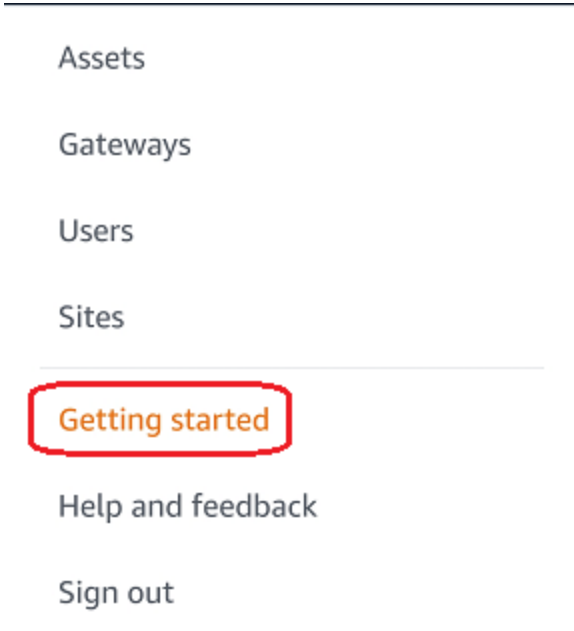 Assets
Gateways
Users
Sites
Getting started
Help and feedback
Sign out